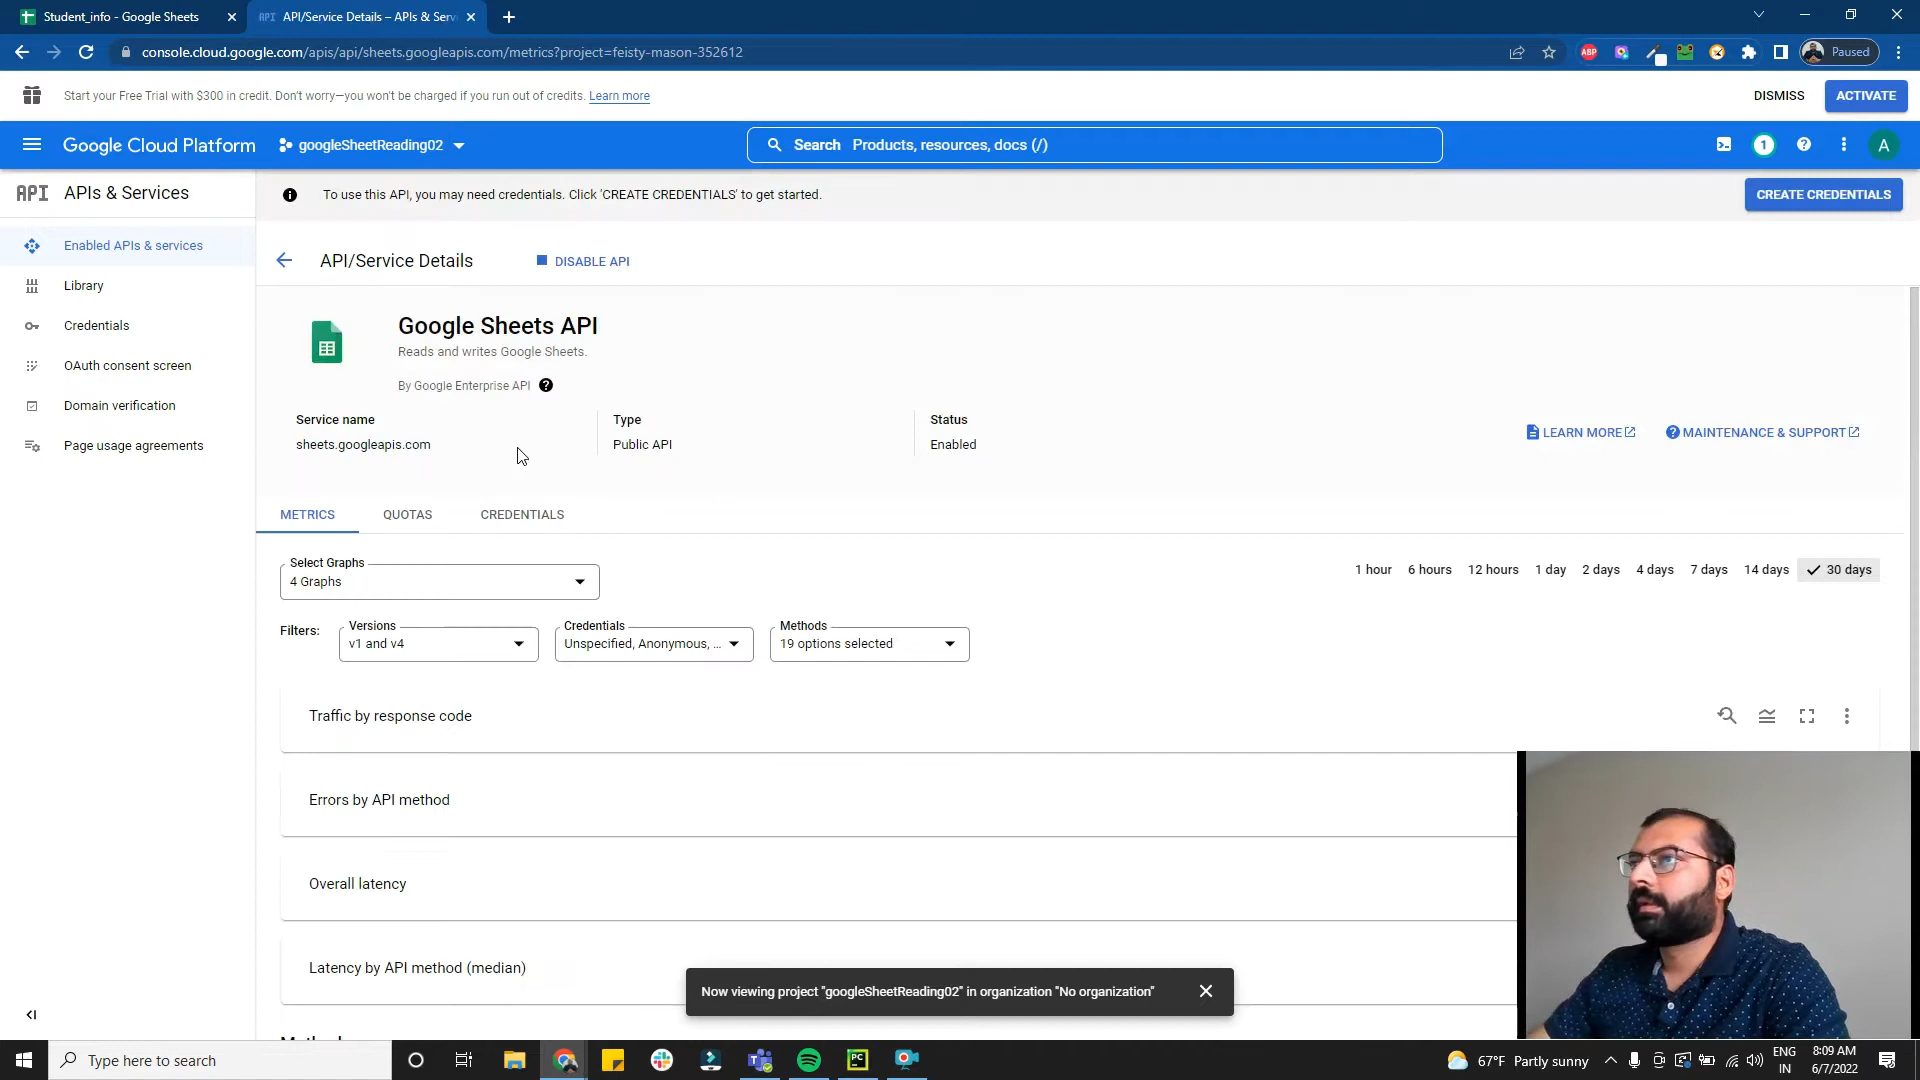 Student_info - Google Sheets
API API/Service Details – APIs & Serv
console.cloud.google.com/apis/api/sheets.googleapis.com/metrics?project=feisty-mason-352612
ABP
Paused
Start your Free Trial with $300 in credit. Don't worry—you won't be charged if you run out of credits. Learn more
DISMISS
ACTIVATE
Google Cloud Platform
googleSheetReading02
Search Products, resources, docs (/)
1
A
API APIs & Services
To use this API, you may need credentials. Click 'CREATE CREDENTIALS' to get started.
CREATE CREDENTIALS
Enabled APIs & services
Library
Credentials
OAuth consent screen
Domain verification
Page usage agreements
API/Service Details
DISABLE API
Google Sheets API
Reads and writes Google Sheets.
By Google Enterprise API
Service name
sheets.googleapis.com
Type
Public API
Status
Enabled
LEARN MORE
MAINTENANCE & SUPPORT
METRICS
QUOTAS
CREDENTIALS
Select Graphs
4 Graphs
1 hour 6 hours 12 hours 1 day 2 days 4 days 7 days 14 days 30 days
Filters:
Versions
v1 and v4
Credentials
Unspecified, Anonymous, ...
Methods
19 options selected
Traffic by response code
Errors by API method
Overall latency
Latency by API method (median)
Now viewing project "googleSheetReading02" in organization "No organization"
Type here to search
PC
67°F Partly sunny
ENG
IN
8:09 AM
6/7/2022